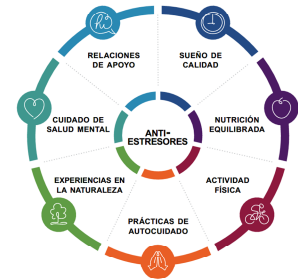 hi
RELACIONES
DE APOYO
SUEÑO DE
CALIDAD
CUIDADO DE
SALUD MENTAL
ANTI-
ESTRESORES
NUTRICIÓN
EQUILIBRADA
EXPERIENCIAS EN
LA NATURALEZA
ACTIVIDAD
FÍSICA
PRÁCTICAS DE
AUTOCUIDADO